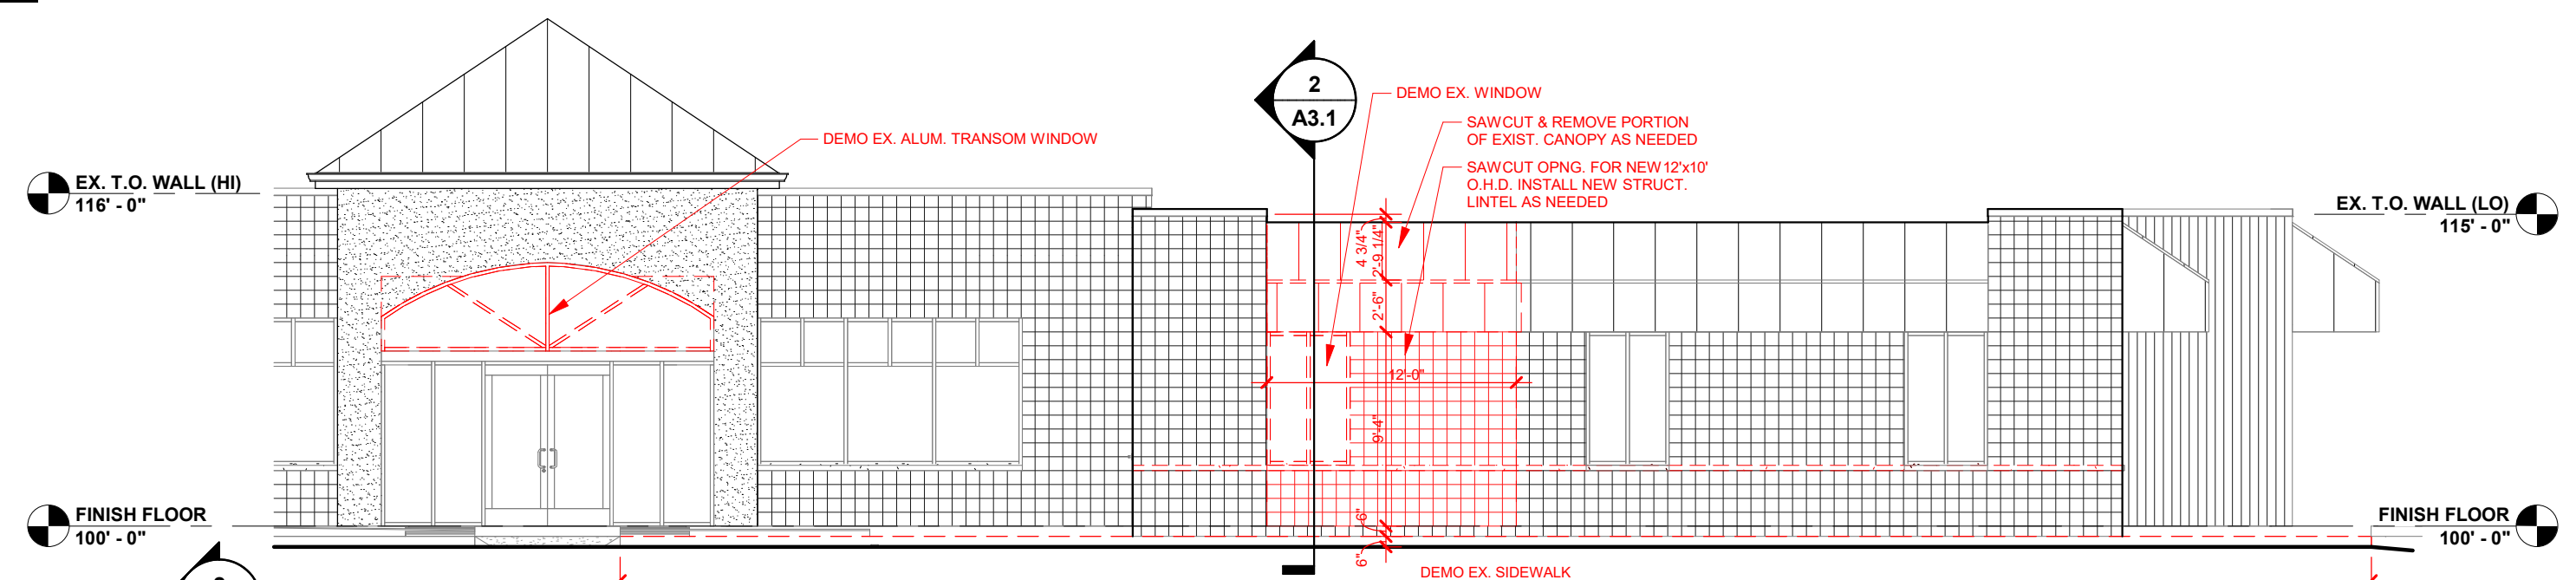 2
A3.1
DEMO EX. WINDOW
SAWCUT & REMOVE PORTION
OF EXIST. CANOPY AS NEEDED
DEMO EX. ALUM. TRANSOM WINDOW
SAWCUT OPNG. FOR NEW 12'x10'
O.H.D. INSTALL NEW STRUCT.
LINTEL AS NEEDED
EX. T.O. WALL (HI)
116' - 0"
EX. T.O. WALL (LO)
115' - 0"
4 3/4"
2'-9 1/4"
2'-6"
12'-0"
9'-4"
FINISH FLOOR
100' - 0"
6"
6"
FINISH FLOOR
100' - 0"
DEMO EX. SIDEWALK